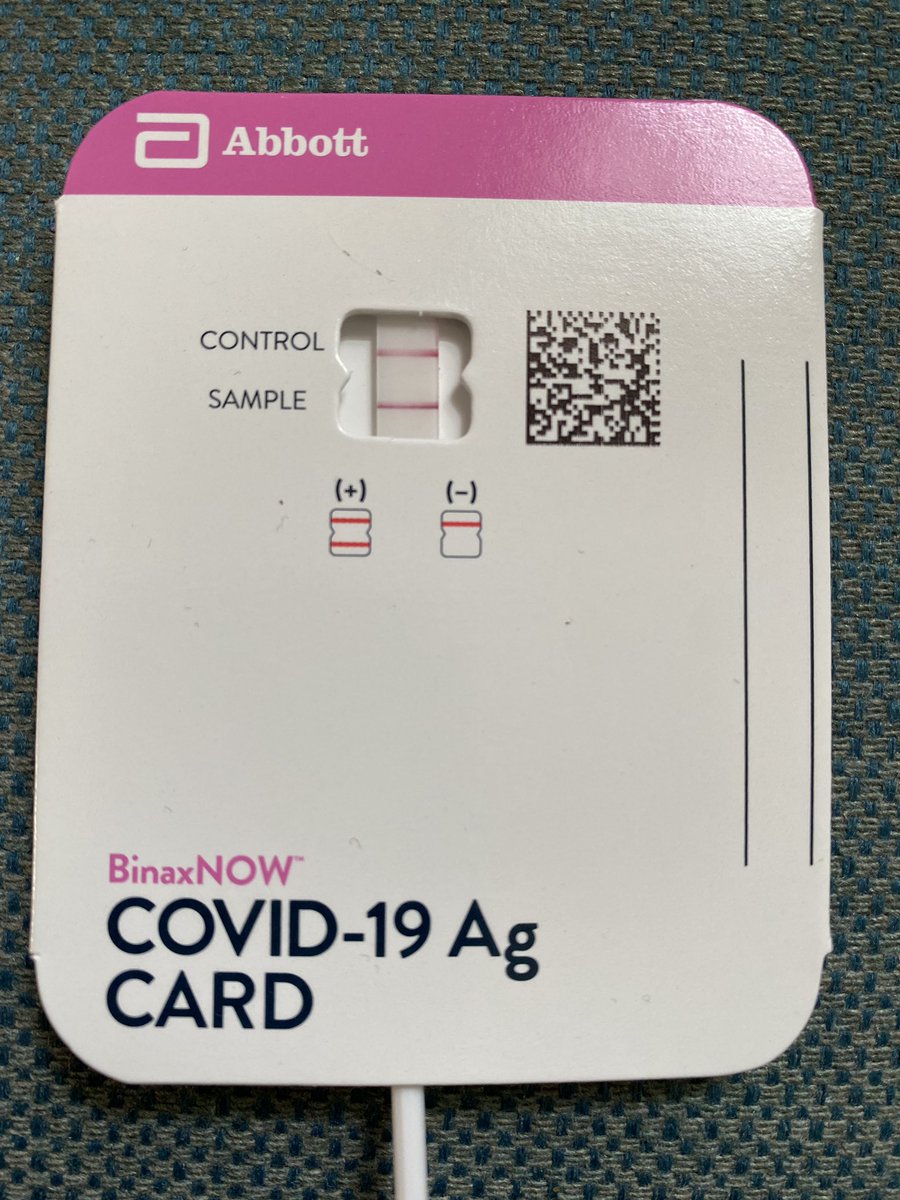 Abbott
CONTROL
SAMPLE
(+) (-)
BinaxNOW™
COVID-19 Ag
CARD